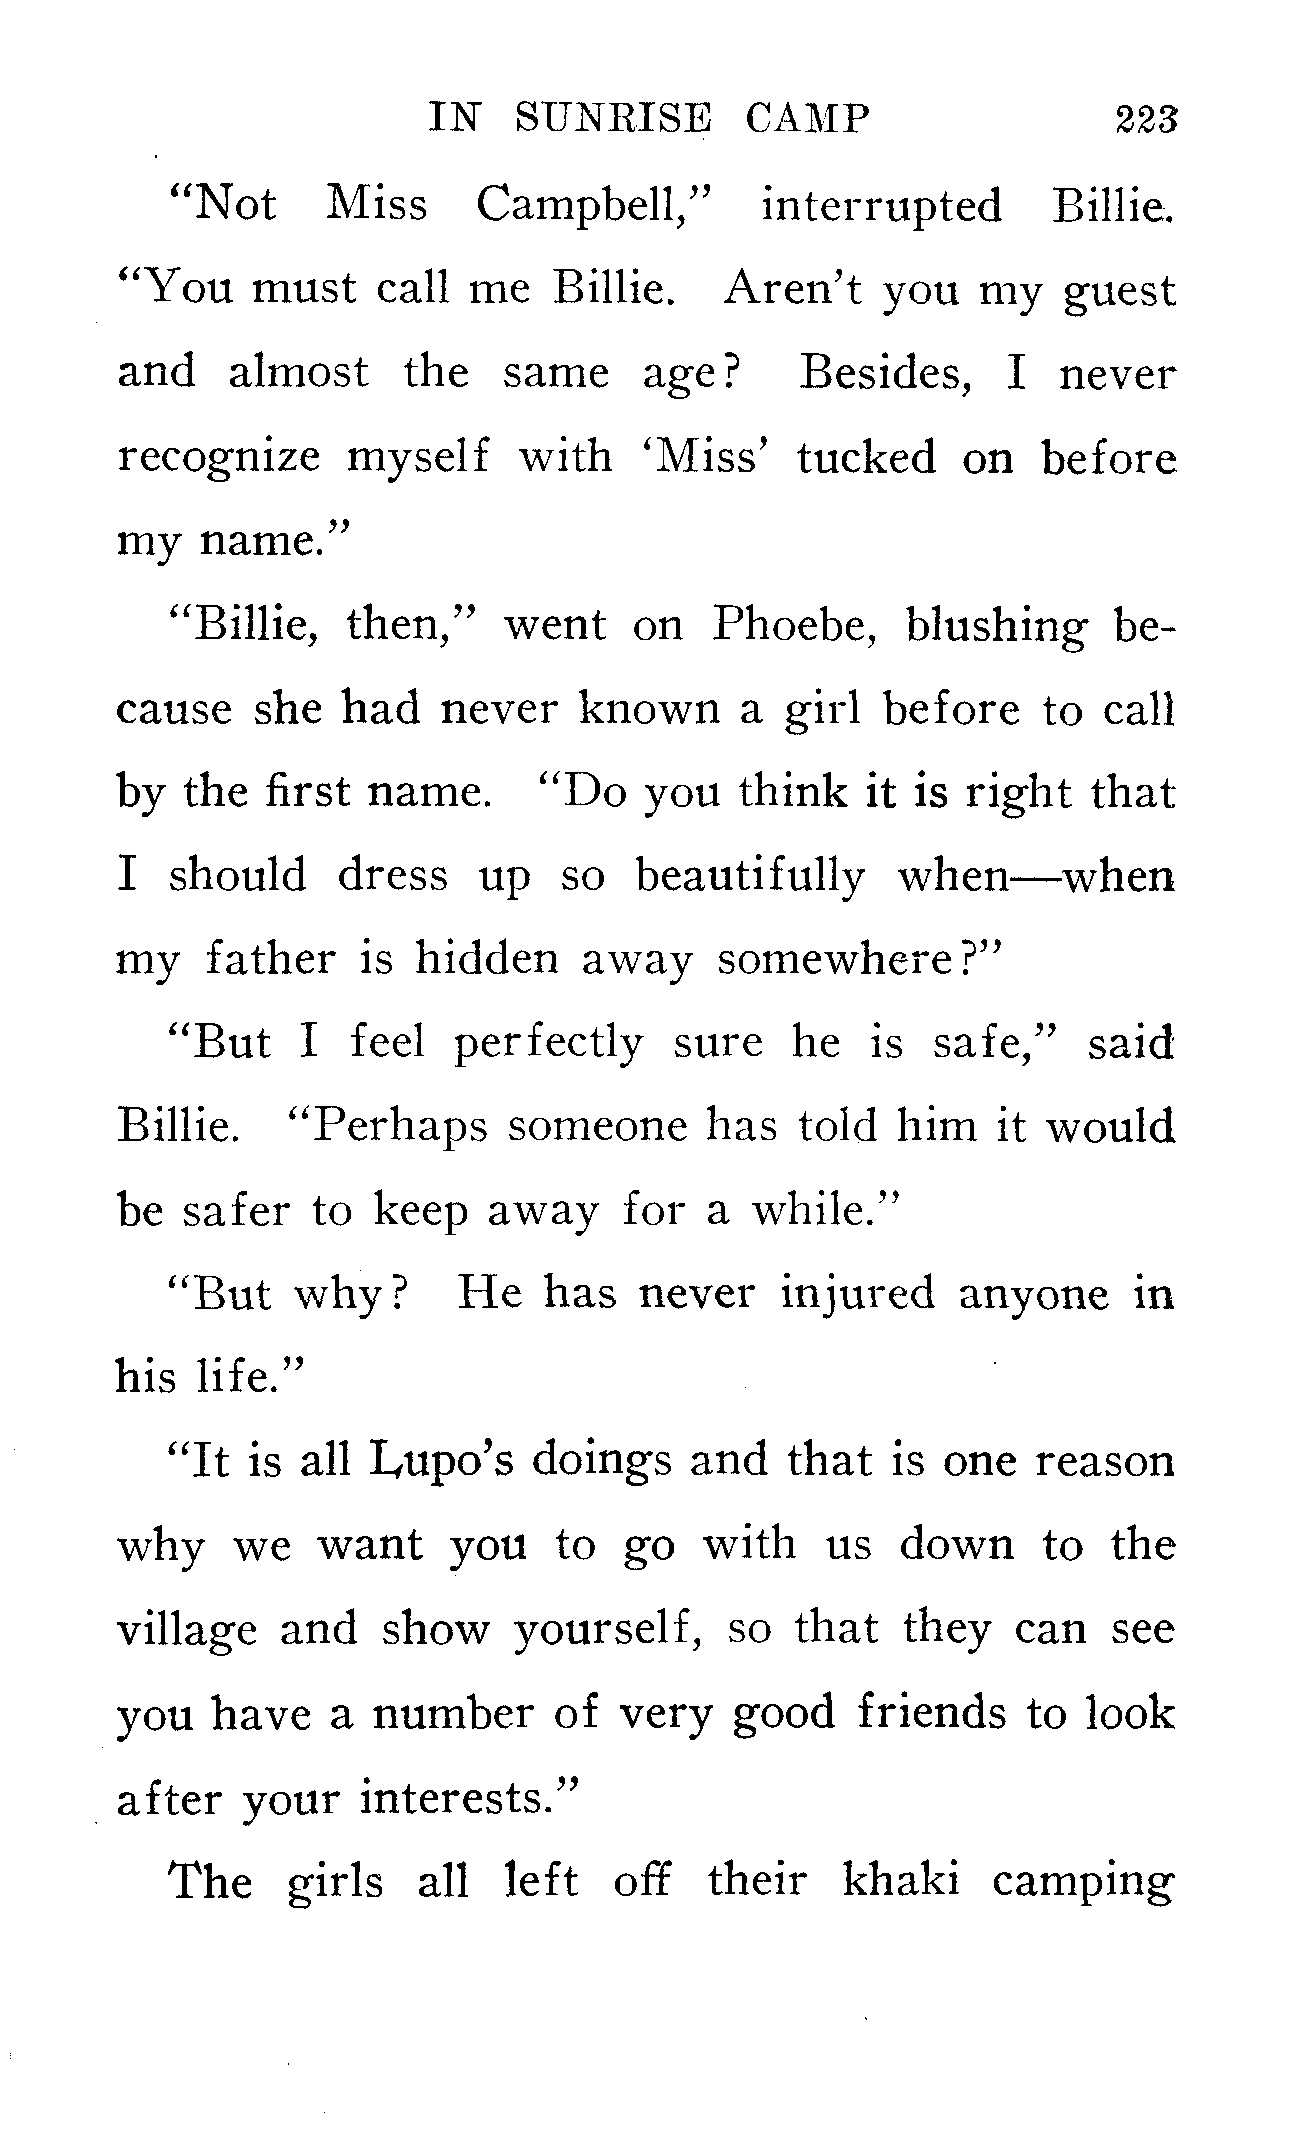 IN SUNRISE CAMP 223
“Not Miss Campbell,” interrupted Billie.
“You must call me Billie. Aren’t you my guest
and almost the same age? Besides, I never
recognize myself with ‘Miss’ tucked on before
my name.”
“Billie, then,” went on Phoebe, blushing be-
cause she had never known a girl before to call
by the first name. “Do you think it is right that
I should dress up so beautifully when—when
my father is hidden away somewhere?”
“But I feel perfectly sure he is safe,” said
Billie. “Perhaps someone has told him it would
be safer to keep away for a while.”
“But why? He has never injured anyone in
his life.”
“It is all Lupo’s doings and that is one reason
why we want you to go with us down to the
village and show yourself, so that they can see
you have a number of very good friends to look
after your interests.”
The girls all left off their khaki camping